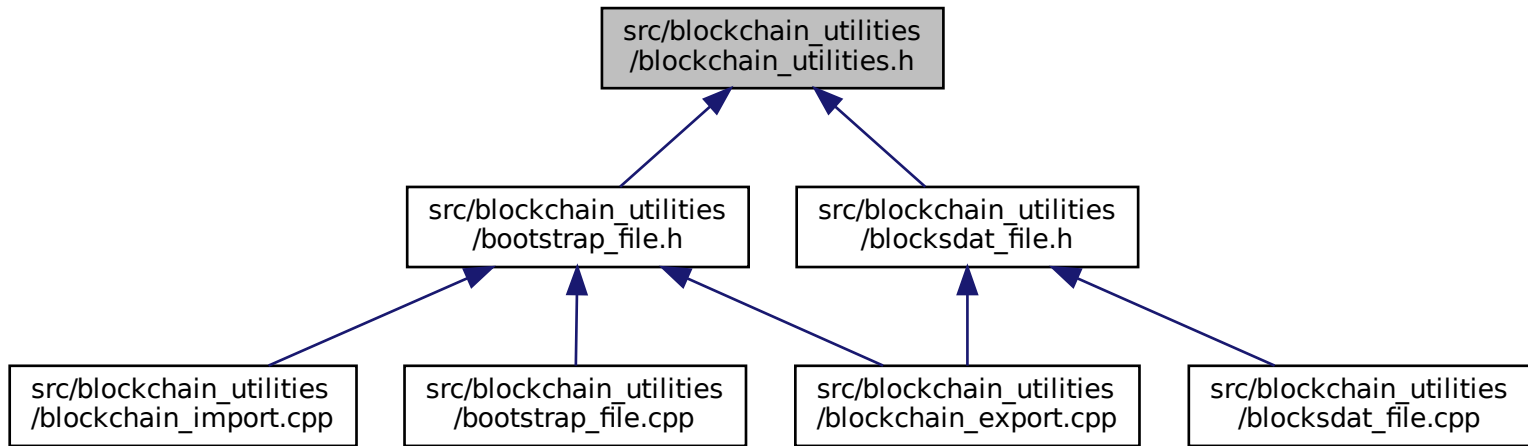 src/blockchain_utilities
/blockchain_utilities.h
src/blockchain_utilities
/bootstrap_file.h
src/blockchain_utilities
/blocksdat_file.h
src/blockchain_utilities
/blockchain_import.cpp
src/blockchain_utilities
/bootstrap_file.cpp
src/blockchain_utilities
/blockchain_export.cpp
src/blockchain_utilities
/blocksdat_file.cpp